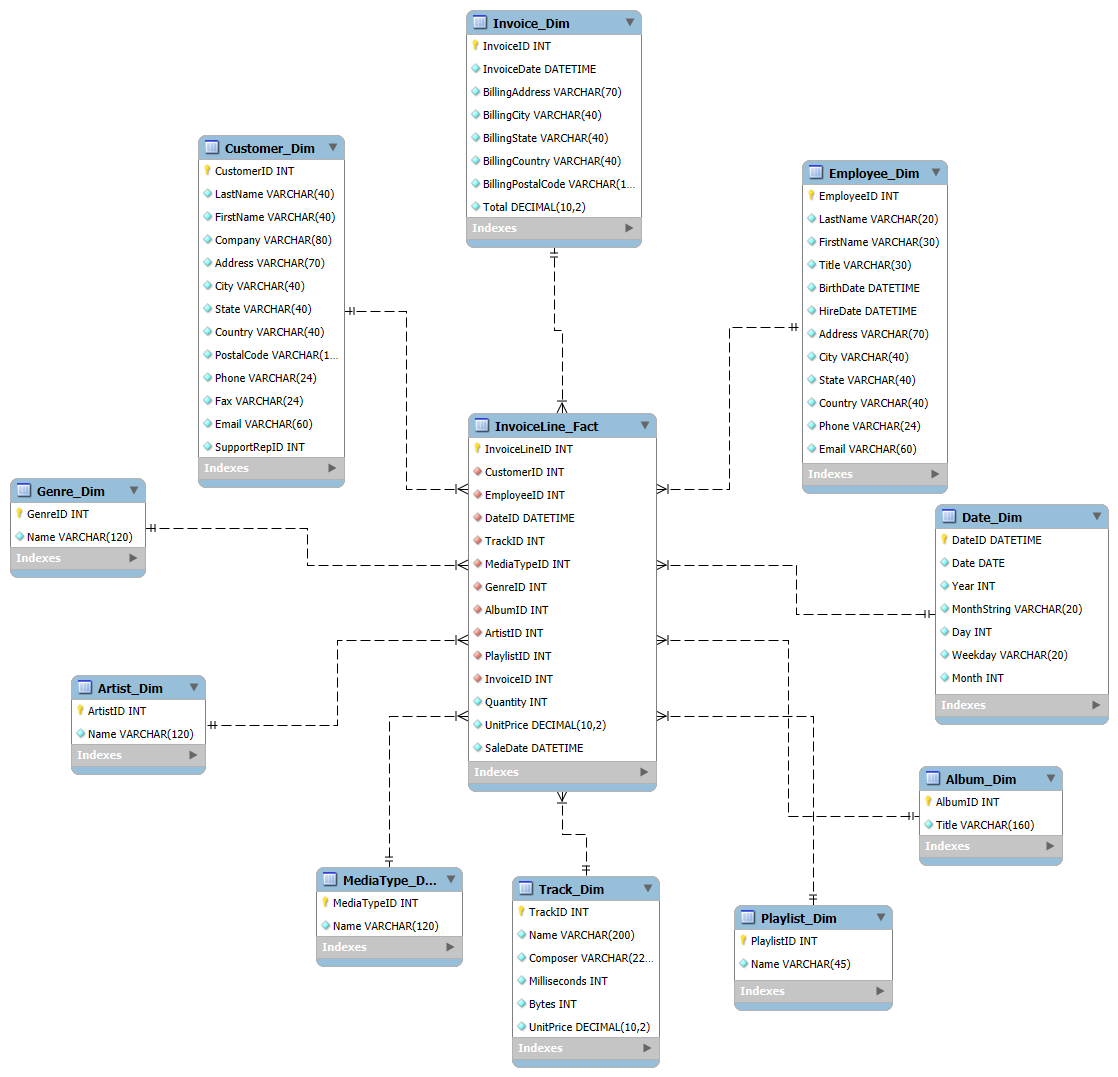 Invoice_Dim
InvoiceID INT
InvoiceDate DATETIME
BillingAddress VARCHAR(70)
BillingCity VARCHAR(40)
BillingState VARCHAR(40)
BillingCountry VARCHAR(40)
BillingPostalCode VARCHAR(1...
Total DECIMAL(10,2)
Indexes
Customer_Dim
CustomerID INT
LastName VARCHAR(40)
FirstName VARCHAR(40)
Company VARCHAR(80)
Address VARCHAR(70)
City VARCHAR(40)
State VARCHAR(40)
Country VARCHAR(40)
PostalCode VARCHAR(1...
Phone VARCHAR(24)
Fax VARCHAR(24)
Email VARCHAR(60)
SupportRepID INT
Indexes
Employee_Dim
EmployeeID INT
LastName VARCHAR(20)
FirstName VARCHAR(30)
Title VARCHAR(30)
BirthDate DATETIME
HireDate DATETIME
Address VARCHAR(70)
City VARCHAR(40)
State VARCHAR(40)
Country VARCHAR(40)
Phone VARCHAR(24)
Email VARCHAR(60)
Indexes
InvoiceLine_Fact
InvoiceLineID INT
CustomerID INT
EmployeeID INT
DateID DATETIME
TrackID INT
MediaTypeID INT
GenreID INT
AlbumID INT
ArtistID INT
PlaylistID INT
InvoiceID INT
Quantity INT
UnitPrice DECIMAL(10,2)
SaleDate DATETIME
Indexes
Genre_Dim
GenreID INT
Name VARCHAR(120)
Indexes
Date_Dim
DateID DATETIME
Date DATE
Year INT
MonthString VARCHAR(20)
Day INT
Weekday VARCHAR(20)
Month INT
Indexes
Artist_Dim
ArtistID INT
Name VARCHAR(120)
Indexes
Album_Dim
AlbumID INT
Title VARCHAR(160)
Indexes
MediaType_D...
MediaTypeID INT
Name VARCHAR(120)
Indexes
Track_Dim
TrackID INT
Name VARCHAR(200)
Composer VARCHAR(22...
Milliseconds INT
Bytes INT
UnitPrice DECIMAL(10,2)
Indexes
Playlist_Dim
PlaylistID INT
Name VARCHAR(45)
Indexes